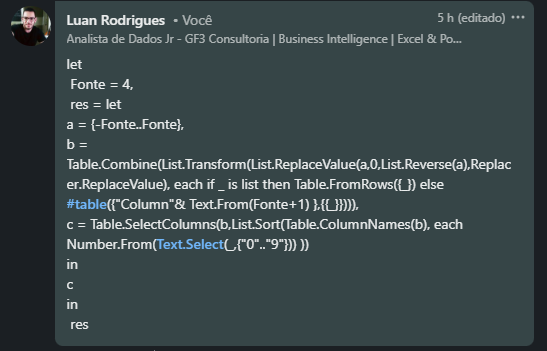 Luan Rodrigues • Você
5 h (editado)
Analista de Dados Jr - GF3 Consultoria | Business Intelligence | Excel & Po...
let
Fonte = 4,
res = let
a = {-Fonte..Fonte},
b =
Table.Combine(List.Transform(List.ReplaceValue(a,0,List.Reverse(a),Replac
er.ReplaceValue), each if _ is list then Table.FromRows({_}) else
#table({"Column"& Text.From(Fonte+1) },{{_}}))),
c = Table.SelectColumns(b,List.Sort(Table.ColumnNames(b), each
Number.From(Text.Select(_,{"0".."9"})) ))
in
c
in
res